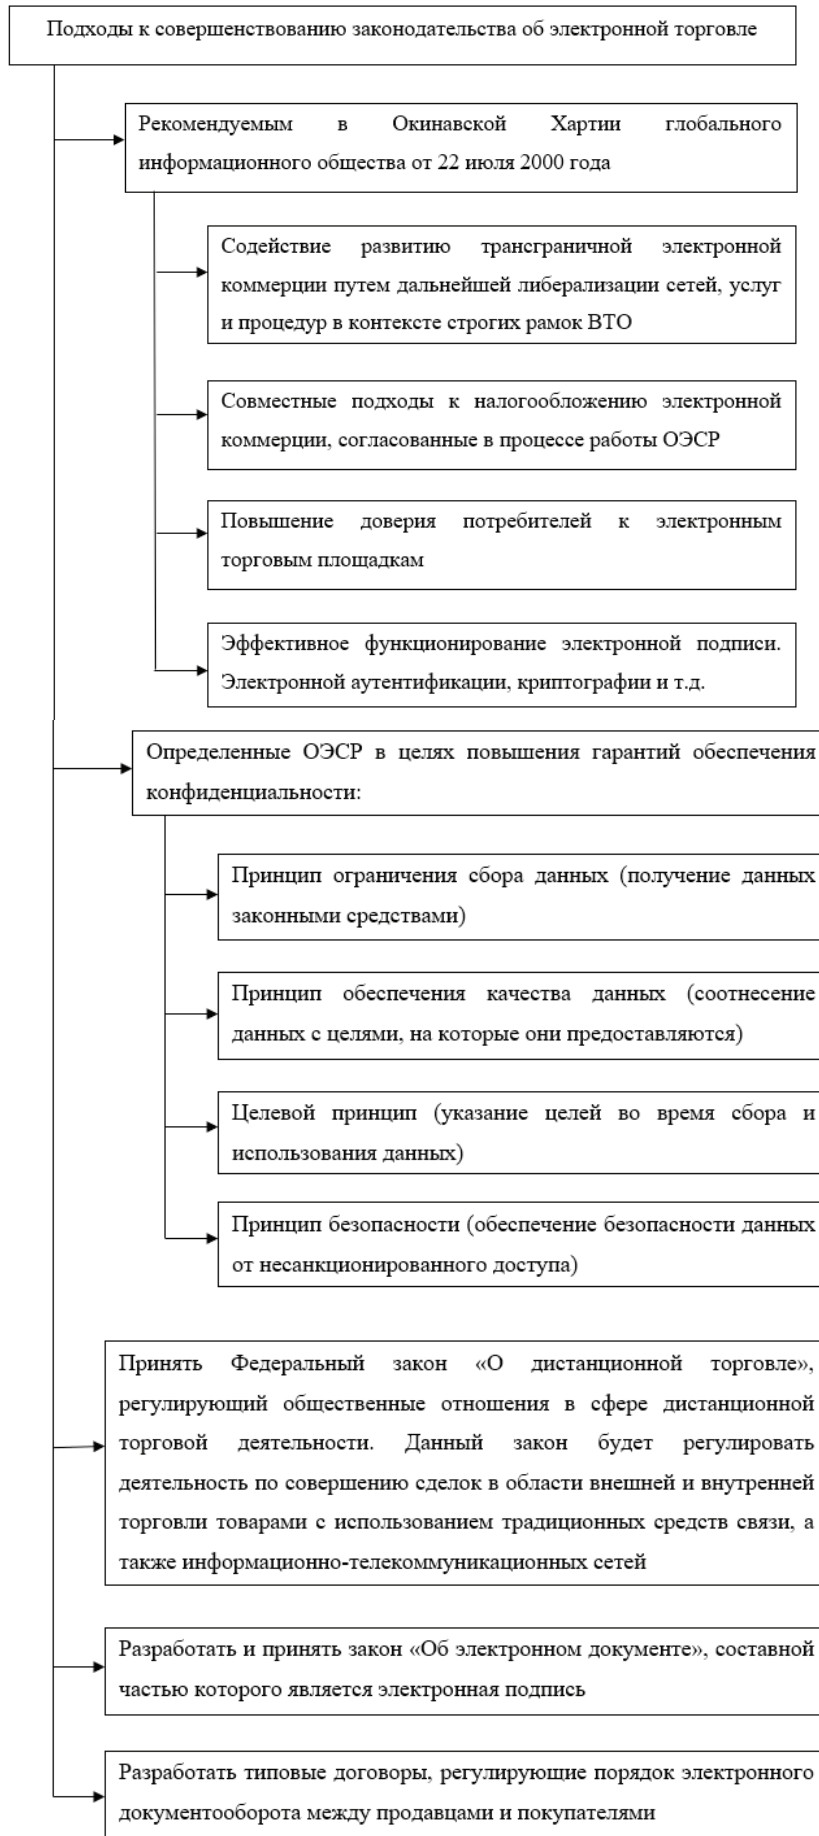 Подходы к совершенствованию законодательства об электронной торговле
Рекомендуемым в Окинавской Хартии глобального
информационного общества от 22 июля 2000 года
Содействие развитию трансграничной электронной
коммерции путем дальнейшей либерализации сетей, услуг
и процедур в контексте строгих рамок ВТО
Совместные подходы к налогообложению электронной
коммерции, согласованные в процессе работы ОЭСР
Повышение доверия потребителей к электронным
торговым площадкам
Эффективное функционирование электронной подписи.
Электронной аутентификации, криптографии и т.д.
Определенные ОЭСР в целях повышения гарантий обеспечения
конфиденциальности:
Принцип ограничения сбора данных (получение данных
законными средствами)
Принцип обеспечения качества данных (соотнесение
данных с целями, на которые они предоставляются)
Целевой принцип (указание целей во время сбора и
использования данных)
Принцип безопасности (обеспечение безопасности данных
от несанкционированного доступа)
Принять Федеральный закон «О дистанционной торговле»,
регулирующий общественные отношения в сфере дистанционной
торговой деятельности. Данный закон будет регулировать
деятельность по совершению сделок в области внешней и внутренней
торговли товарами с использованием традиционных средств связи, а
также информационно-телекоммуникационных сетей
Разработать и принять закон «Об электронном документе», составной
частью которого является электронная подпись
Разработать типовые договоры, регулирующие порядок электронного
документооборота между продавцами и покупателями